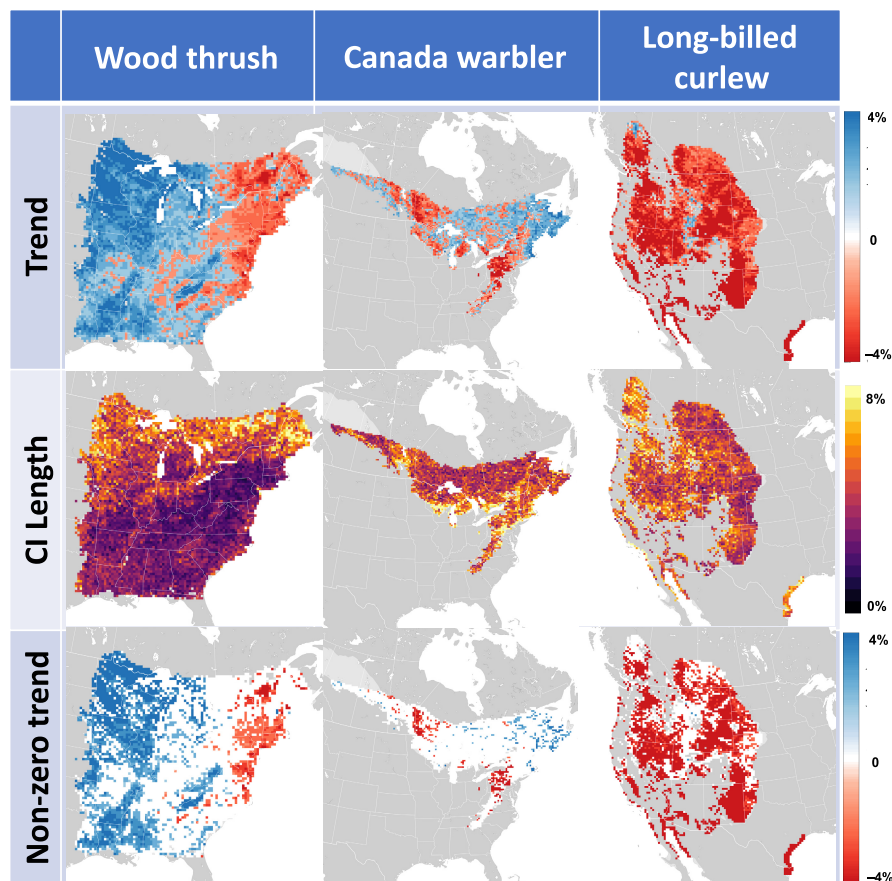 Wood thrush
Canada warbler
Long-billed
curlew
Trend
4%
0
–4%
CI Length
8%
0%
Non-zero trend
4%
0
–4%